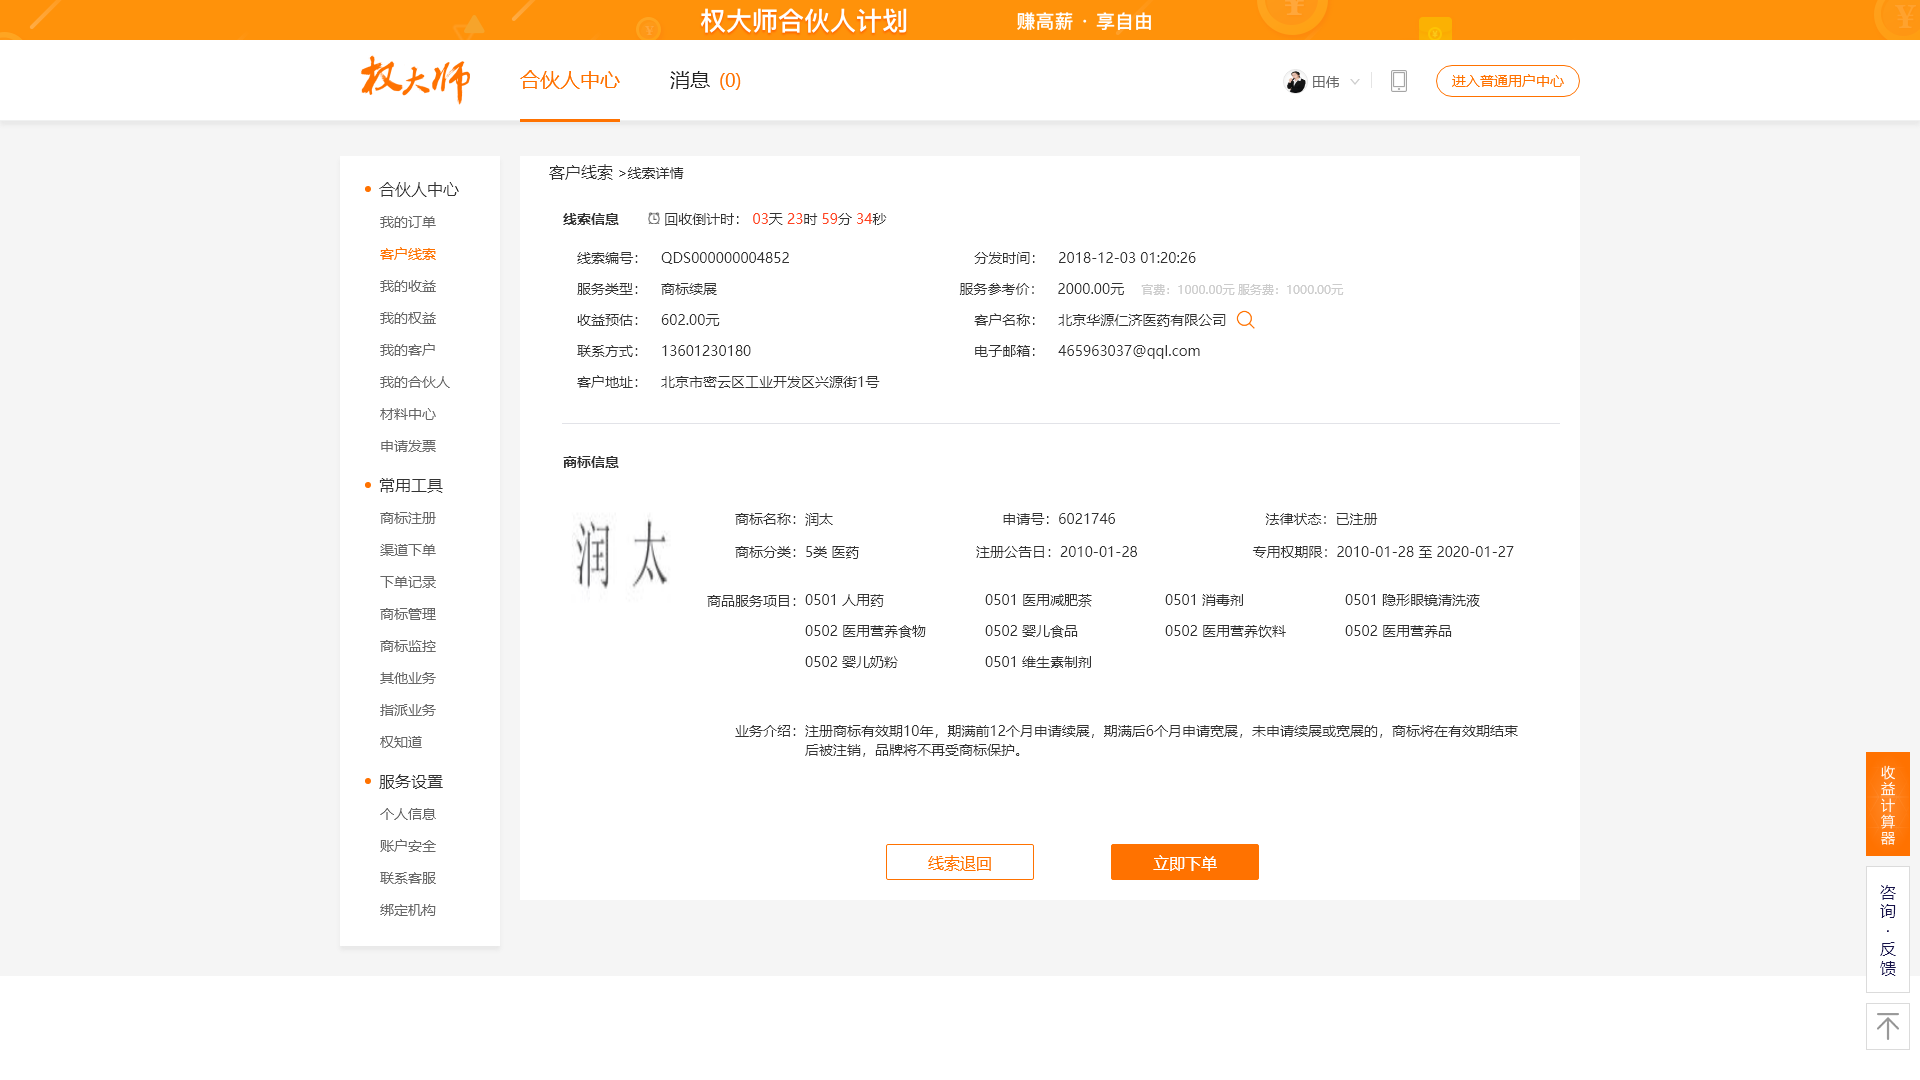 权大师合伙人计划 赚高薪 · 享自由
权大师 合伙人中心 消息 (0) 田伟 进入普通用户中心
合伙人中心
我的订单
客户线索
我的收益
我的权益
我的客户
我的合伙人
材料中心
申请发票
常用工具
商标注册
渠道下单
下单记录
商标管理
商标监控
其他业务
指派业务
权知道
服务设置
个人信息
账户安全
联系客服
绑定机构
客户线索 >线索详情
线索信息 回收倒计时： 03天 23时 59分 34秒
线索编号： QDS000000004852 分发时间： 2018-12-03 01:20:26
服务类型： 商标续展 服务参考价： 2000.00元 官费：1000.00元 服务费：1000.00元
收益预估： 602.00元 客户名称： 北京华源仁济医药有限公司
联系方式： 13601230180 电子邮箱： 465963037@qql.com
客户地址： 北京市密云区工业开发区兴源街1号
商标信息
润 太
商标名称： 润太 申请号： 6021746 法律状态： 已注册
商标分类： 5类 医药 注册公告日： 2010-01-28 专用权期限： 2010-01-28 至 2020-01-27
商品服务项目： 0501 人用药 0501 医用减肥茶 0501 消毒剂 0501 隐形眼镜清洗液
0502 医用营养食物 0502 婴儿食品 0502 医用营养饮料 0502 医用营养品
0502 婴儿奶粉 0501 维生素制剂
业务介绍： 注册商标有效期10年，期满前12个月申请续展，期满后6个月申请宽展，未申请续展或宽展的，商标将在有效期结束
后被注销，品牌将不再受商标保护。
线索退回 立即下单
收益计算器
咨询·反馈